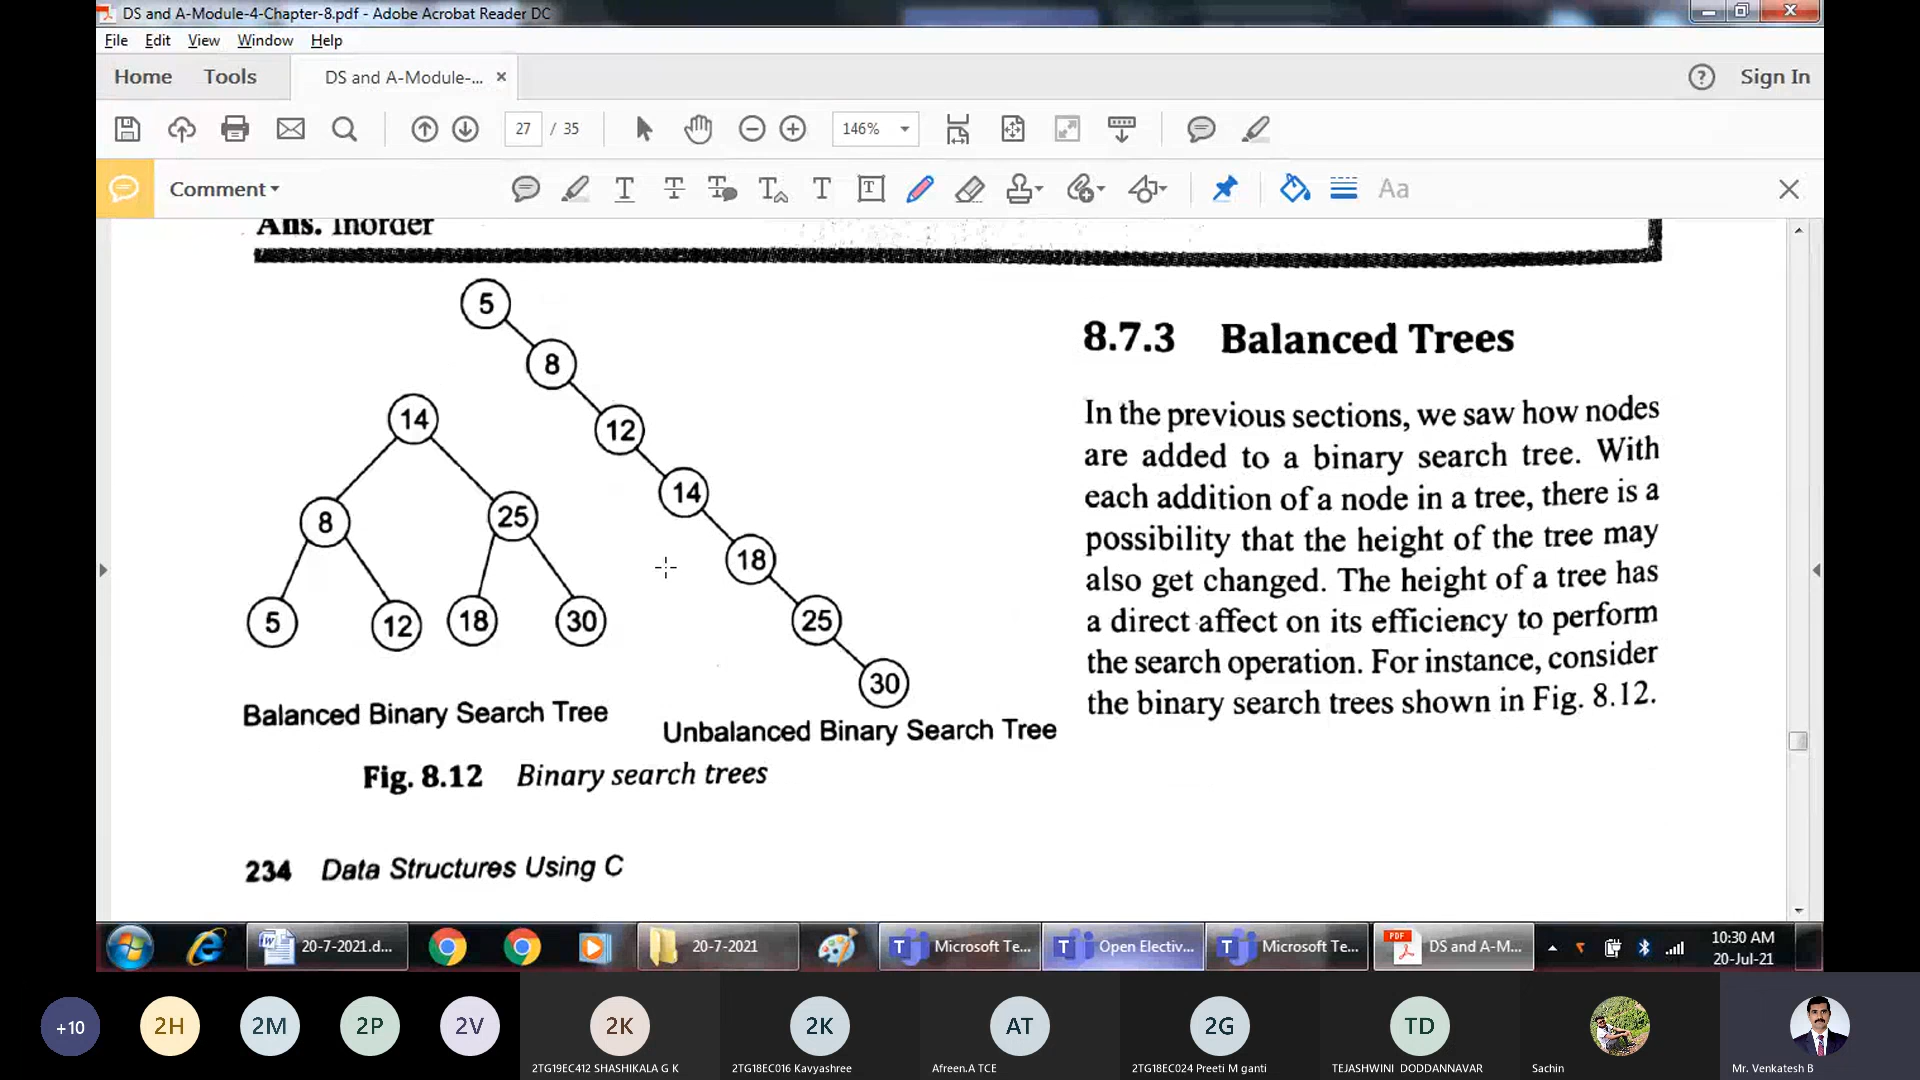 DS and A-Module-4-Chapter-8.pdf - Adobe Acrobat Reader DC
File Edit View Window Help
Home Tools DS and A-Module-... × Sign In
27 / 35 146%
Comment
Ans. Inorder
5
8
12
14
18
25
30
14
8 25
5 12 18 30
Balanced Binary Search Tree
Unbalanced Binary Search Tree
Fig. 8.12 Binary search trees
8.7.3 Balanced Trees
In the previous sections, we saw how nodes
are added to a binary search tree. With
each addition of a node in a tree, there is a
possibility that the height of the tree may
also get changed. The height of a tree has
a direct affect on its efficiency to perform
the search operation. For instance, consider
the binary search trees shown in Fig. 8.12.
234 Data Structures Using C
20-7-2021.d... 20-7-2021 Microsoft Te... Open Electiv... Microsoft Te... DS and A-M... 10:30 AM
20-Jul-21
+10 2H 2M 2P 2V 2K 2K AT 2G TD
2TG19EC412 SHASHIKALA G K 2TG18EC016 Kavyashree Afreen.A TCE 2TG18EC024 Preeti M ganti TEJASHWINI DODDANNAVAR Sachin Mr. Venkatesh B